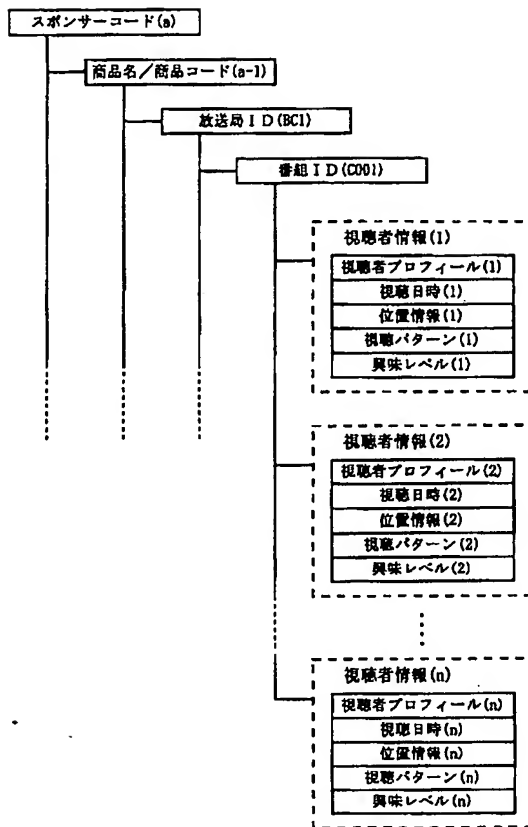 スポンサーコード(a)
商品名/商品コード(a-1)
放送局ID(BC1)
番組ID(C001)
視聴者情報(1)
視聴者プロフィール(1)
視聴日時(1)
位置情報(1)
視聴パターン(1)
興味レベル(1)
視聴者情報(2)
視聴者プロフィール(2)
視聴日時(2)
位置情報(2)
視聴パターン(2)
興味レベル(2)
視聴者情報(n)
視聴者プロフィール(n)
視聴日時(n)
位置情報(n)
視聴パターン(n)
興味レベル(n)